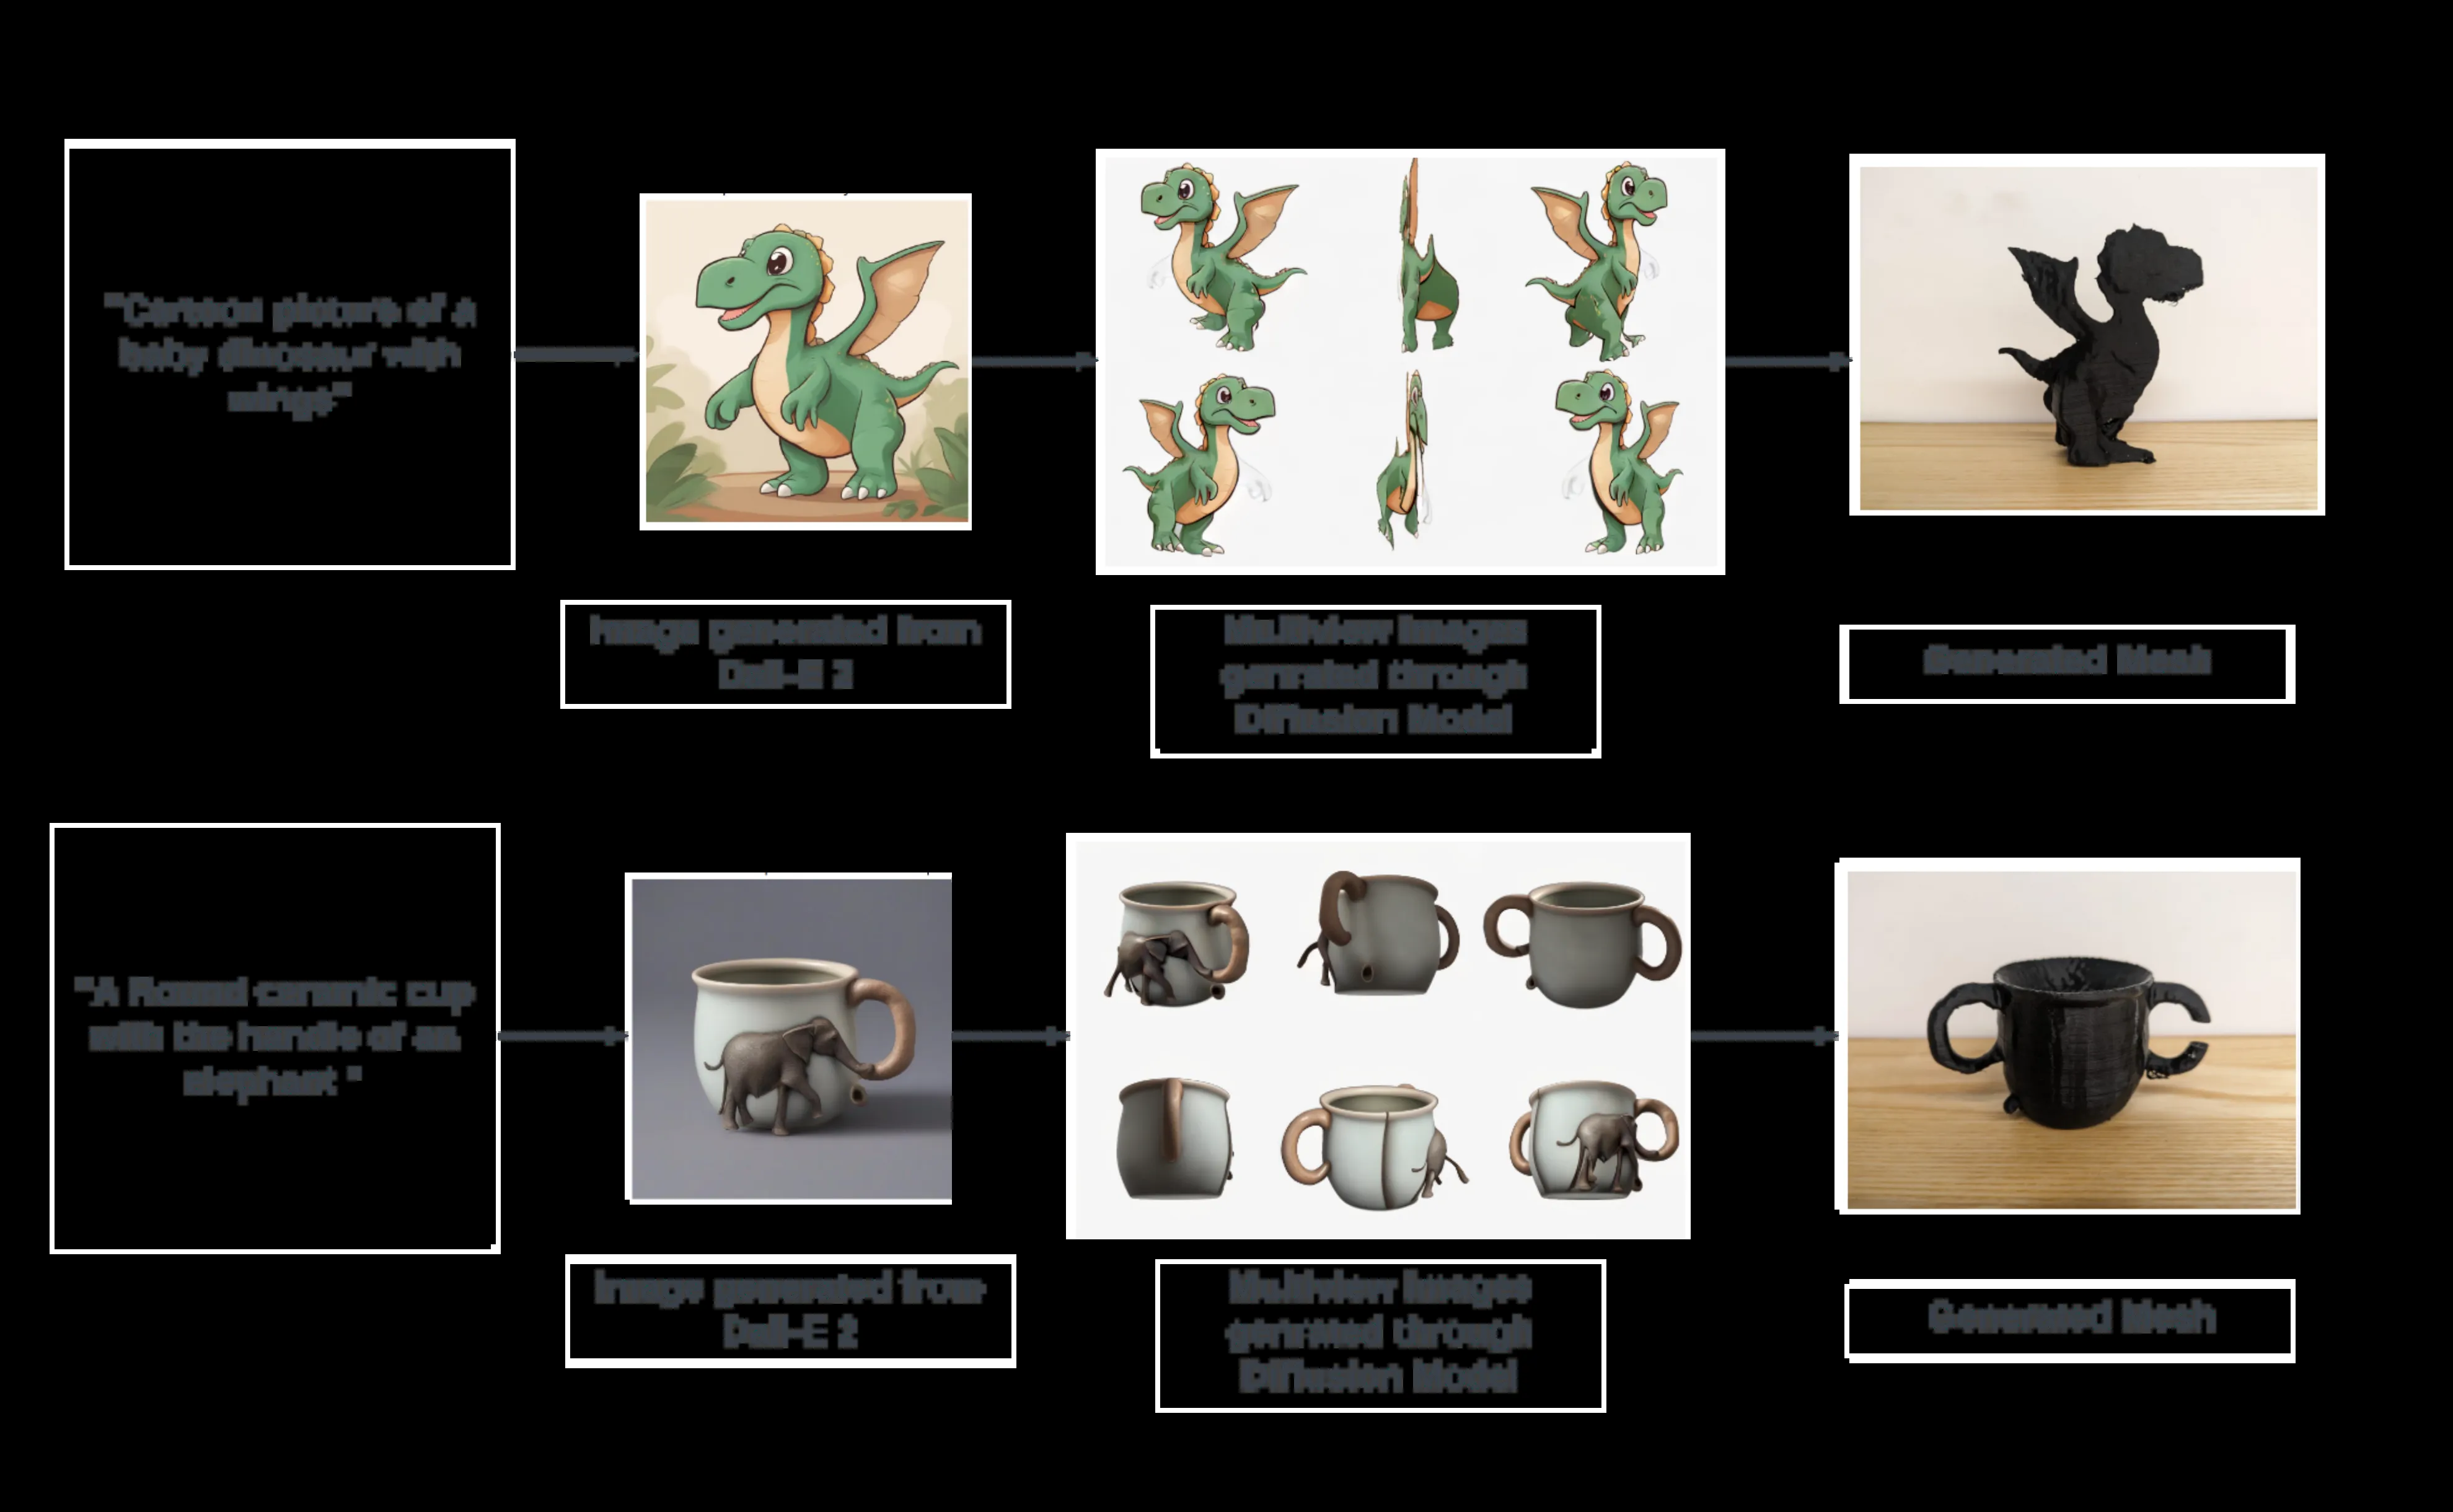 "Cartoon picture of a
baby dinosaur with
wings"
Image generated from
Dall-E 2
Multiview Images
genrated through
Diffusion Model
Generated Mesh
"A Round ceramic cup
with the handle of an
elephant "
Image generated from
Dall-E 2
Multiview Images
genrated through
Diffusion Model
Generated Mesh